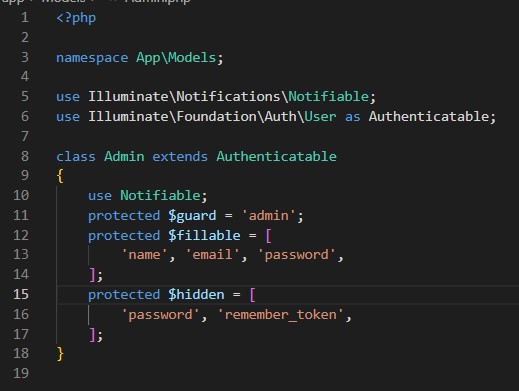 app > Models > Admin.php
1 <?php
2
3 namespace App\Models;
4
5 use Illuminate\Notifications\Notifiable;
6 use Illuminate\Foundation\Auth\User as Authenticatable;
7
8 class Admin extends Authenticatable
9 {
10     use Notifiable;
11     protected $guard = 'admin';
12     protected $fillable = [
13         'name', 'email', 'password',
14     ];
15     protected $hidden = [
16         'password', 'remember_token',
17     ];
18 }
19